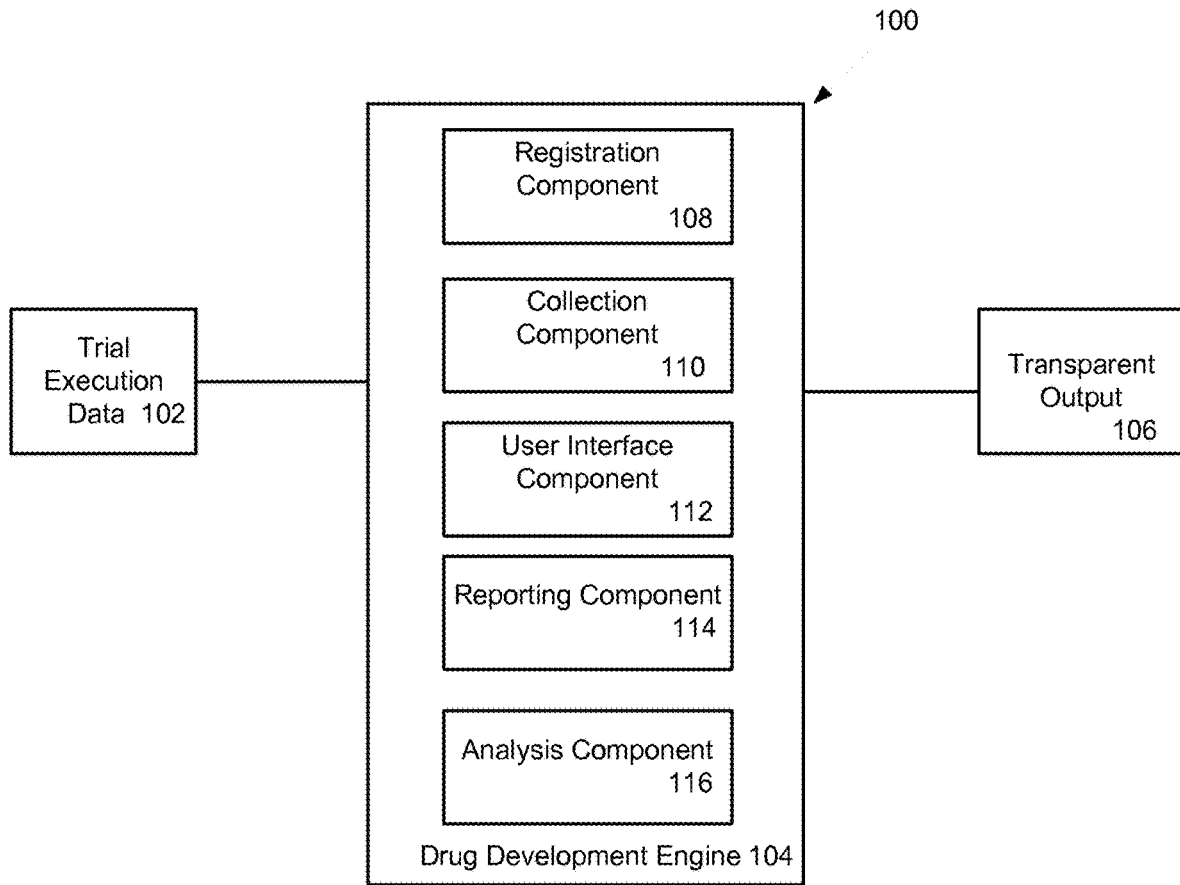 100
Registration
Component
108
Collection
Component
110
Trial
Execution
Data 102
Transparent
Output
106
User Interface
Component
112
Reporting Component
114
Analysis Component
116
Drug Development Engine 104